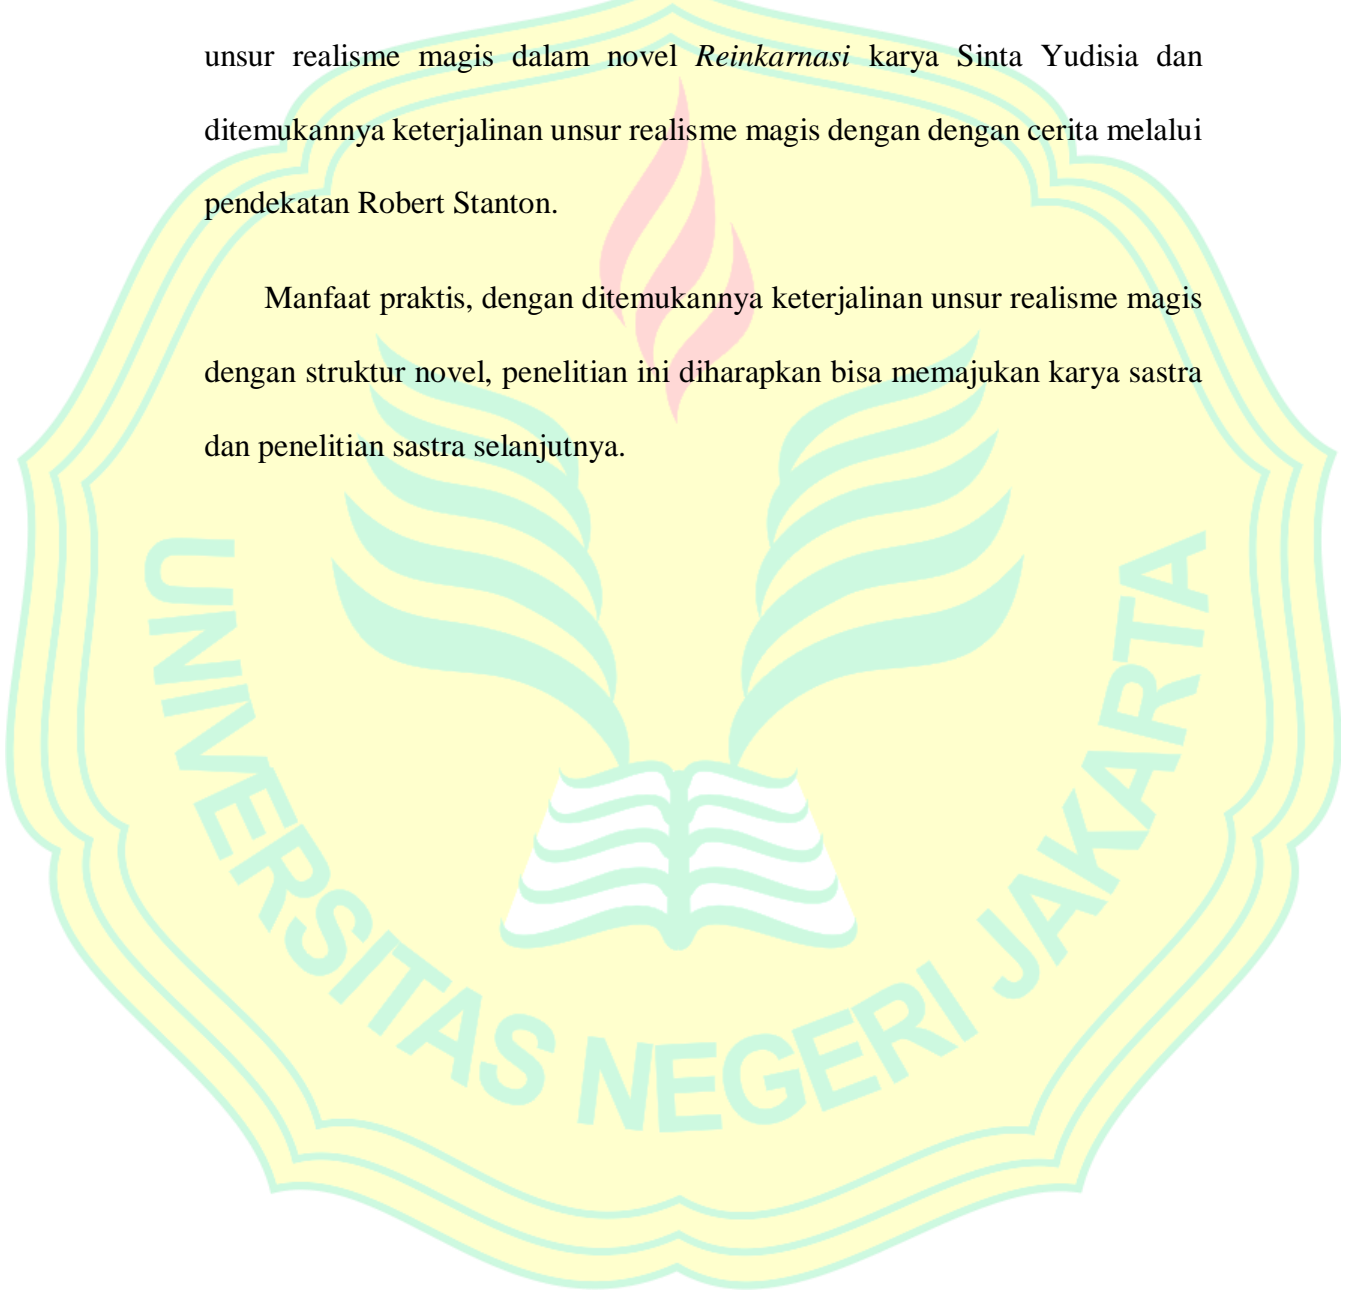 unsur realisme magis dalam novel Reinkarnasi karya Sinta Yudisia dan
ditemukannya keterjalinan unsur realisme magis dengan dengan cerita melalui
pendekatan Robert Stanton.
Manfaat praktis, dengan ditemukannya keterjalinan unsur realisme magis
dengan struktur novel, penelitian ini diharapkan bisa memajukan karya sastra
dan penelitian sastra selanjutnya.
UNIVERSITAS NEGERI JAKARTA